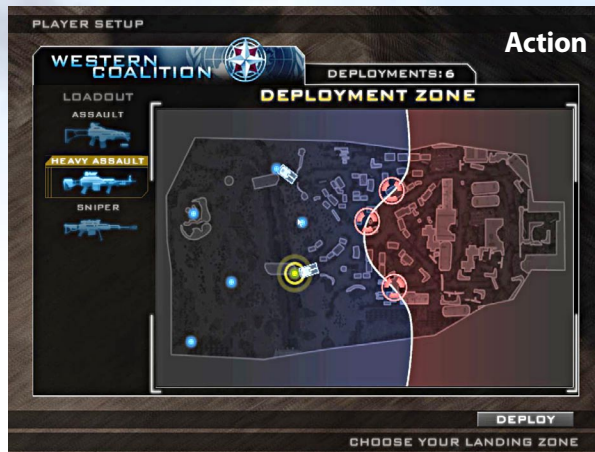 PLAYER SETUP
Action
WESTERN
COALITION
DEPLOYMENTS: 6
LOADOUT
DEPLOYMENT ZONE
ASSAULT
HEAVY ASSAULT
SNIPER
DEPLOY
CHOOSE YOUR LANDING ZONE